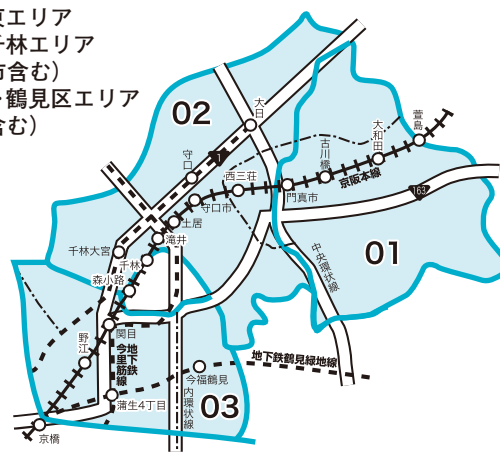 東エリア
千林エリア
市含む）
・鶴見区エリア
含む）
02
大日
1
守口
西三荘
守口市
土居
滝井
千林大宮
千林
森小路
野江
関目
地下鉄
今里筋線
蒲生4丁目
京橋
今福鶴見
内環状線
03
地下鉄鶴見緑地線
中央環状線
01
163
京阪本線
門真市
古川橋
大和田
萱島